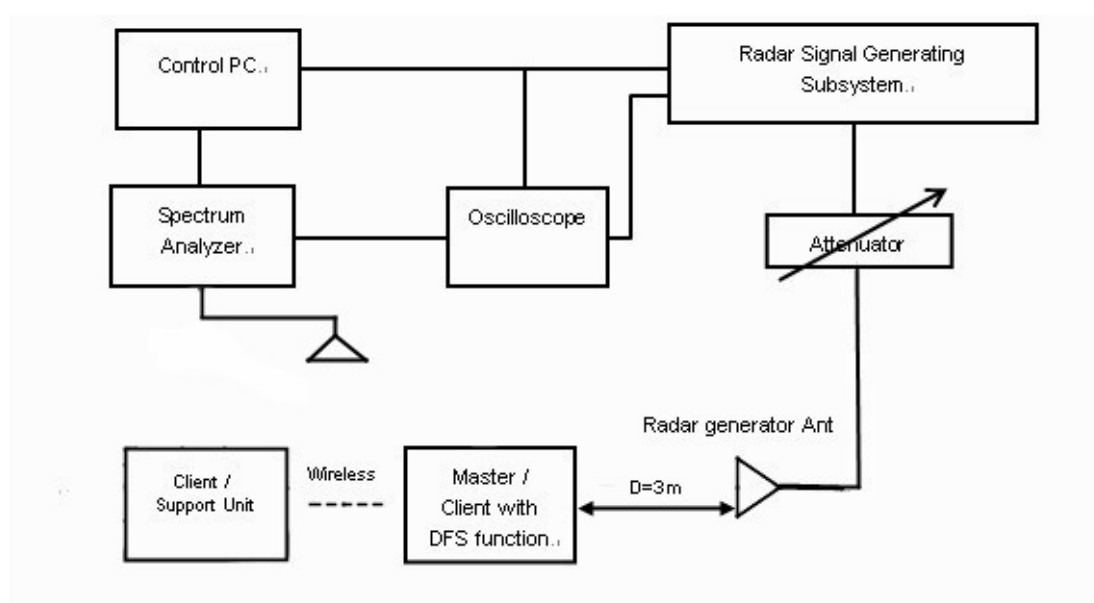 Control PC.
Radar Signal Generating
Subsystem.
Spectrum
Analyzer.
Oscilloscope
Attenuator
Radar generator Ant
Client /
Support Unit
Wireless
Master /
Client with
DFS function.
D=3m